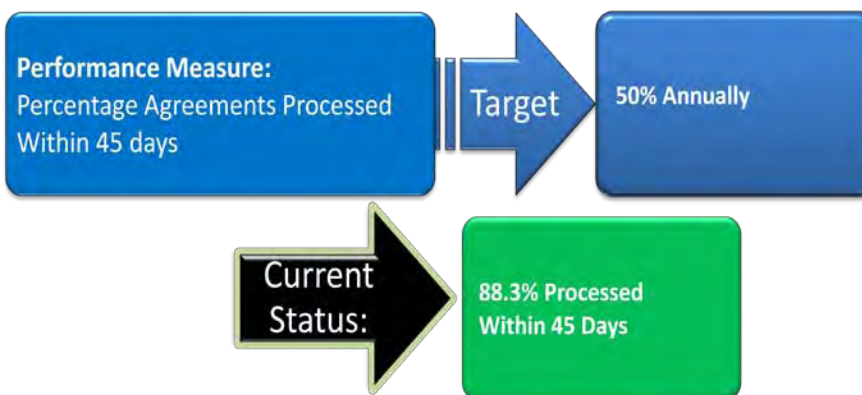 Performance Measure:
Percentage Agreements Processed
Within 45 days
Target
50% Annually
Current
Status:
88.3% Processed
Within 45 Days